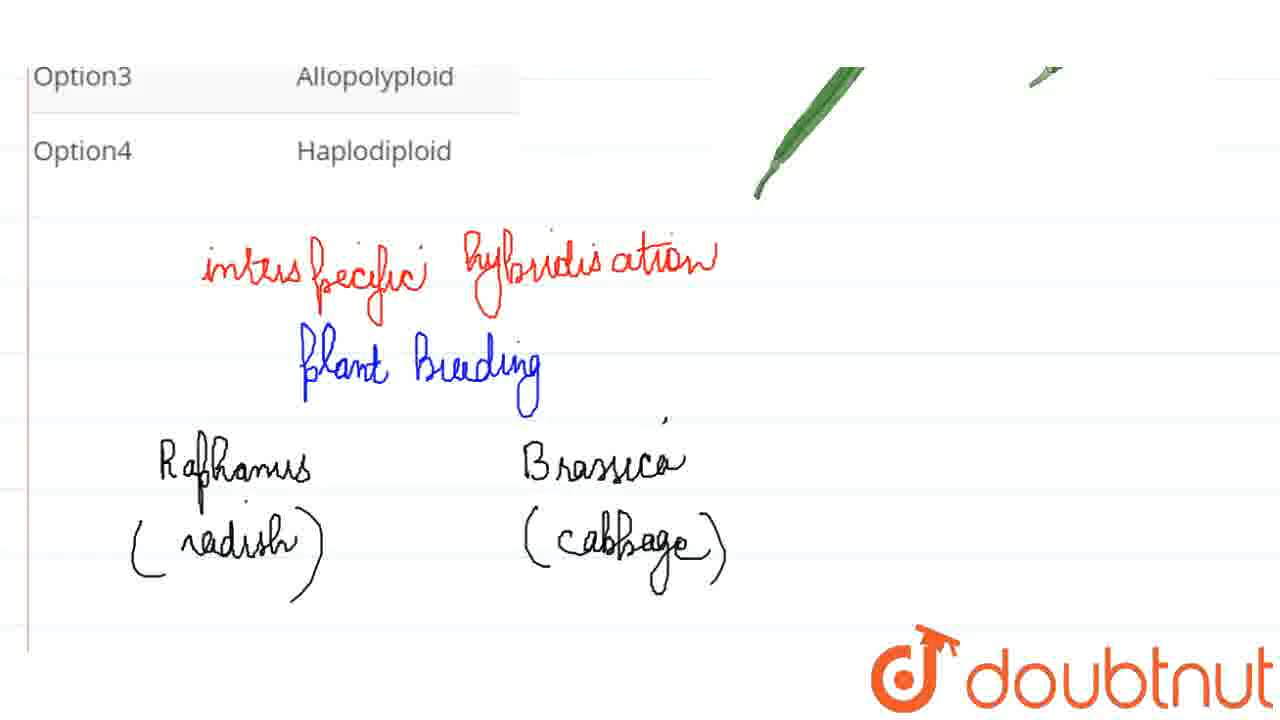 Option3 Allopolyploid
Option4 Haplodiploid
interspecific hybridisation
plant Breeding
Raphanus Brassica
(radish) (cabbage)
doubtnut